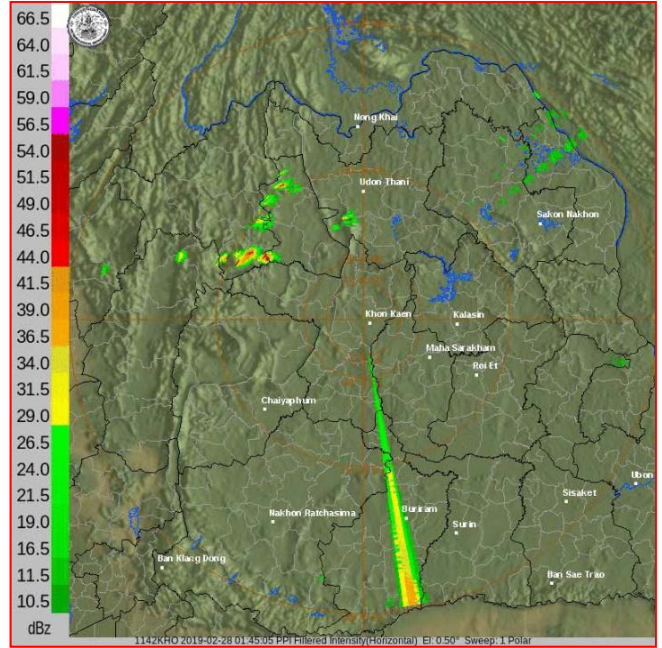 66.5
64.0
61.5
59.0
56.5
54.0
51.5
49.0
46.5
44.0
41.5
39.0
36.5
34.0
31.5
29.0
26.5
24.0
21.5
19.0
16.5
11.5
10.5
dBz
Nong Khai
Udon Thani
Sakon Nakhon
Khon Kaen
Kalasin
Maha Sarakham
Roi Et
Chaiyaphum
Ubon
Sisaket
Nakhon Ratchasima
Buriram
Surin
Ban Klang Dong
Ban Sae Trao
1142KHO 2019-02-28 01:45:05 PPI Filtered Intensity(Horizontal) El: 0.50° Sweep: 1 Polar